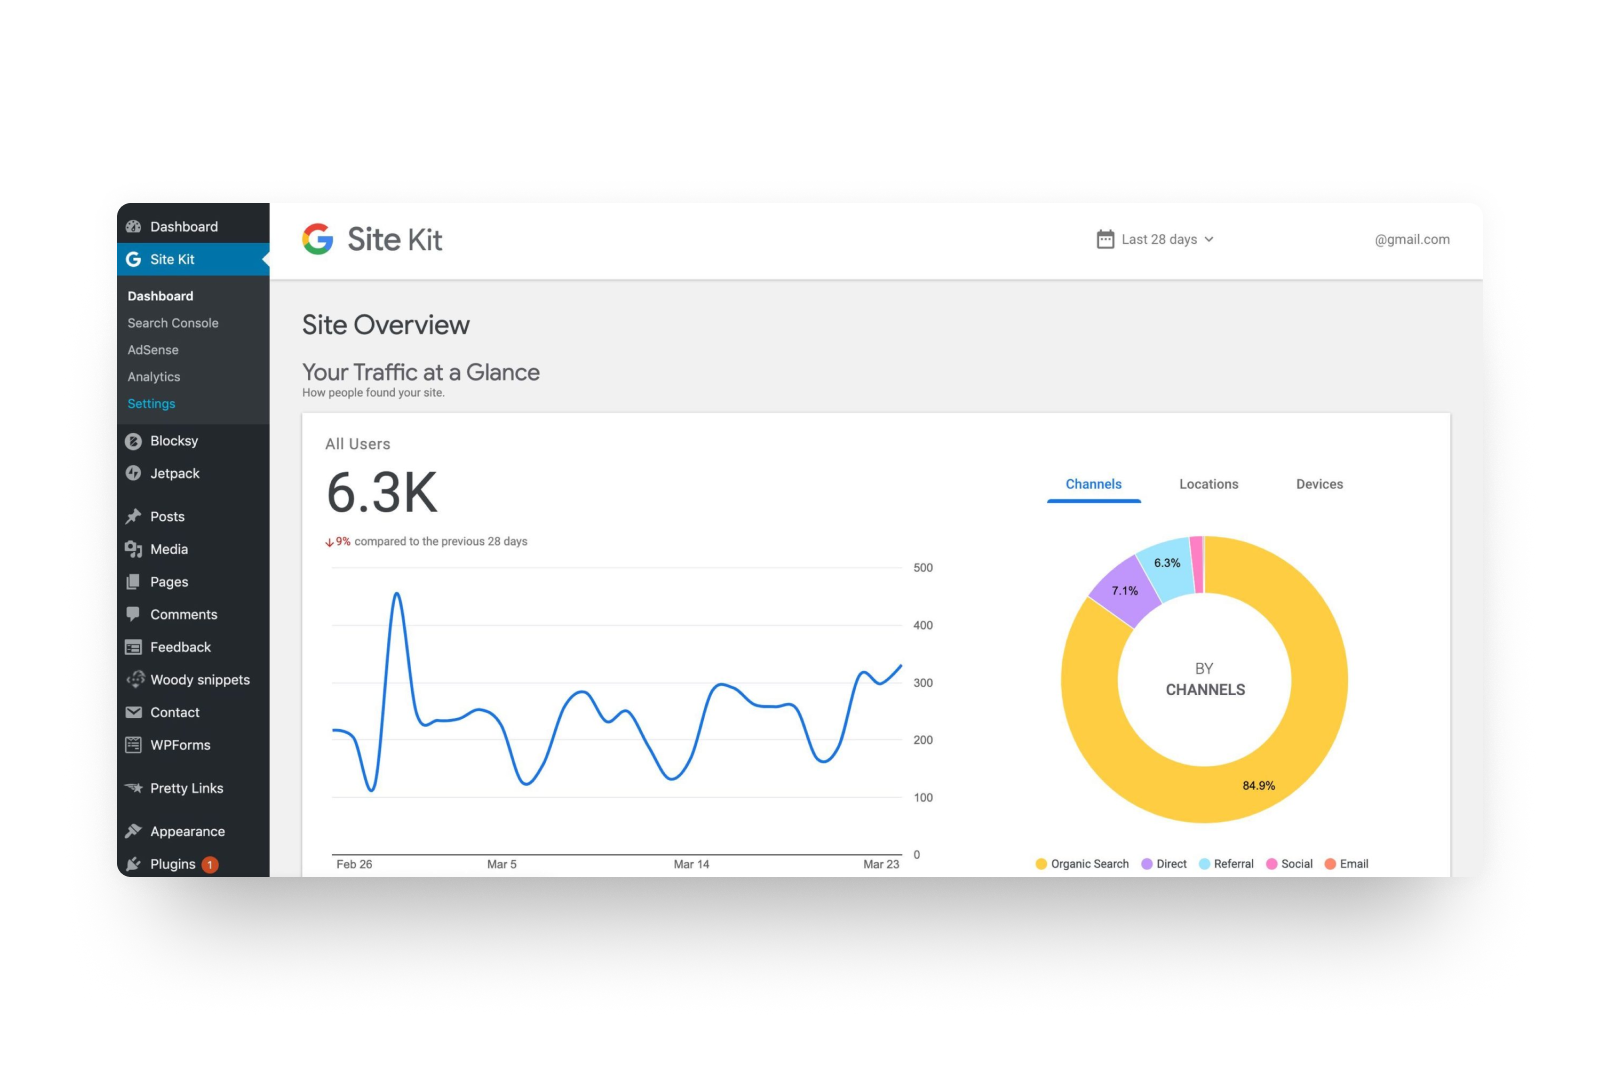 Dashboard
Site Kit
Dashboard
Search Console
AdSense
Analytics
Settings
Blocksy
Jetpack
Posts
Media
Pages
Comments
Feedback
Woody snippets
Contact
WPForms
Pretty Links
Appearance
Plugins 1
Site Kit
Last 28 days
@gmail.com
Site Overview
Your Traffic at a Glance
How people found your site.
All Users
6.3K
9% compared to the previous 28 days
500
400
300
200
100
0
Feb 26 Mar 5 Mar 14 Mar 23
Channels Locations Devices
6.3%
7.1%
BY
CHANNELS
84.9%
Organic Search Direct Referral Social Email